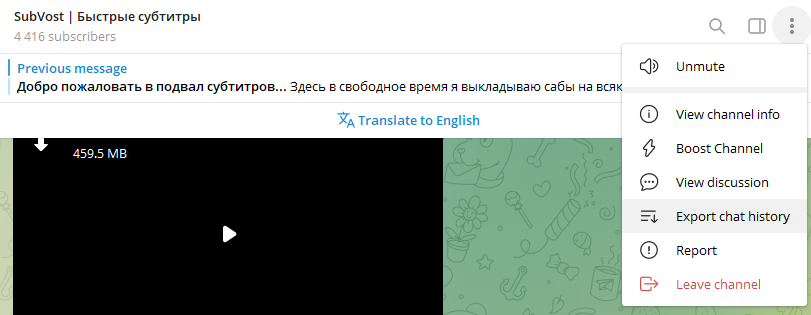 SubVost | Быстрые субтитры
4 416 subscribers
Previous message
Добро пожаловать в подвал субтитров... Здесь в свободное время я выкладываю сабы на всяк
Translate to English
459.5 MB
Unmute
View channel info
Boost Channel
View discussion
Export chat history
Report
Leave channel